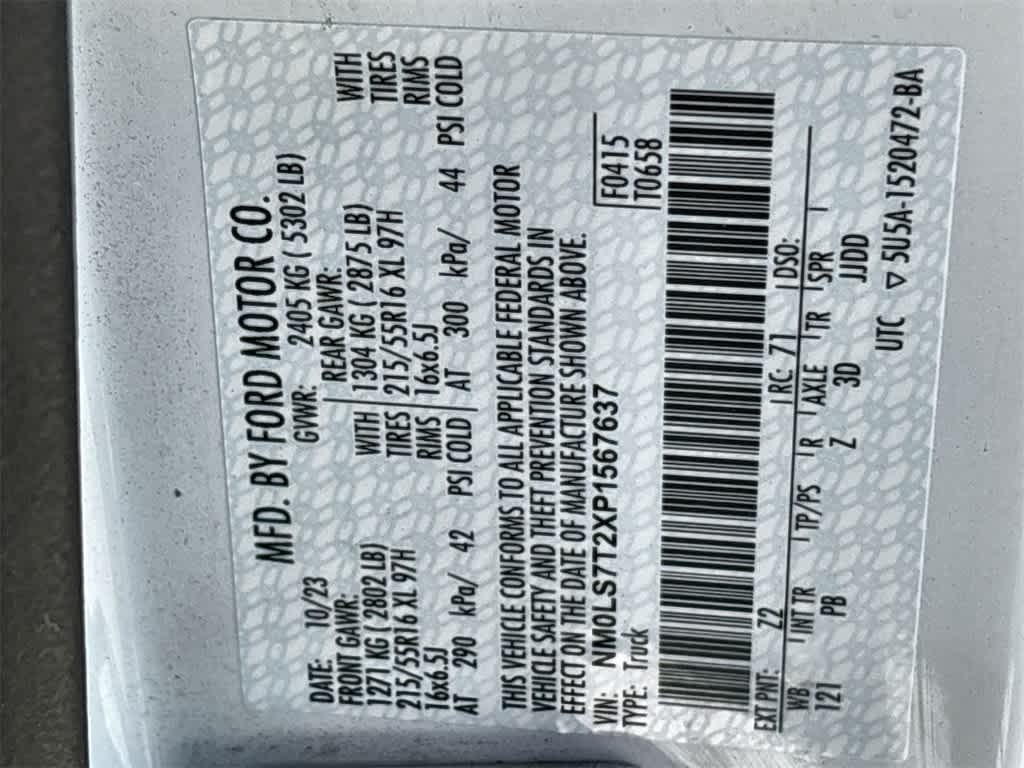 MFD. BY FORD MOTOR CO.
DATE: 10/23 GVWR: 2405 KG ( 5302 LB)
FRONT GAWR: REAR GAWR:
1271 KG ( 2802 LB) WITH 1304 KG ( 2875 LB) WITH
215/55R16 XL 97H TIRES 215/55R16 XL 97H TIRES
16x6.5J RIMS 16x6.5J RIMS
AT 290 kPa/ 42 PSI COLD AT 300 kPa/ 44 PSI COLD
THIS VEHICLE CONFORMS TO ALL APPLICABLE FEDERAL MOTOR
VEHICLE SAFETY AND THEFT PREVENTION STANDARDS IN
EFFECT ON THE DATE OF MANUFACTURE SHOWN ABOVE.
VIN: NM0LS7T2XP1567637 F0415
TYPE: Truck T0658
EXT PNT: Z2 RC: 71 DSO:
WB INT TR TP/PS R AXLE TR SPR
121 PB Z 3D JJDD
UTC ▽ 5U5A-1520472-BA